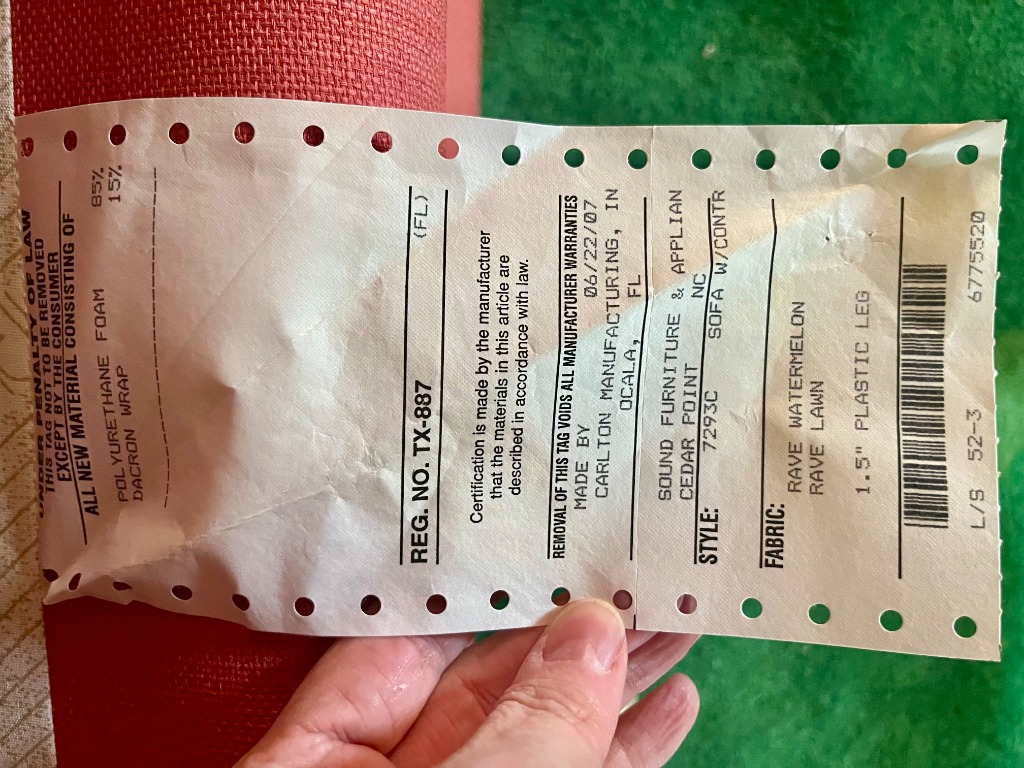 UNDER PENALTY OF LAW
THIS TAG NOT TO BE REMOVED
EXCEPT BY THE CONSUMER
ALL NEW MATERIAL CONSISTING OF
POLYURETHANE FOAM 85%
DACRON WRAP 15%
REG. NO. TX-887 (FL)
Certification is made by the manufacturer
that the materials in this article are
described in accordance with law.
REMOVAL OF THIS TAG VOIDS ALL MANUFACTURER WARRANTIES
MADE BY 06/22/07
CARLTON MANUFACTURING, IN
OCALA, FL
SOUND FURNITURE & APPLIAN
CEDAR POINT NC
STYLE: 7293C SOFA W/CONTR
FABRIC:
RAVE WATERMELON
RAVE LAWN
1.5" PLASTIC LEG
L/S 52-3 6775520